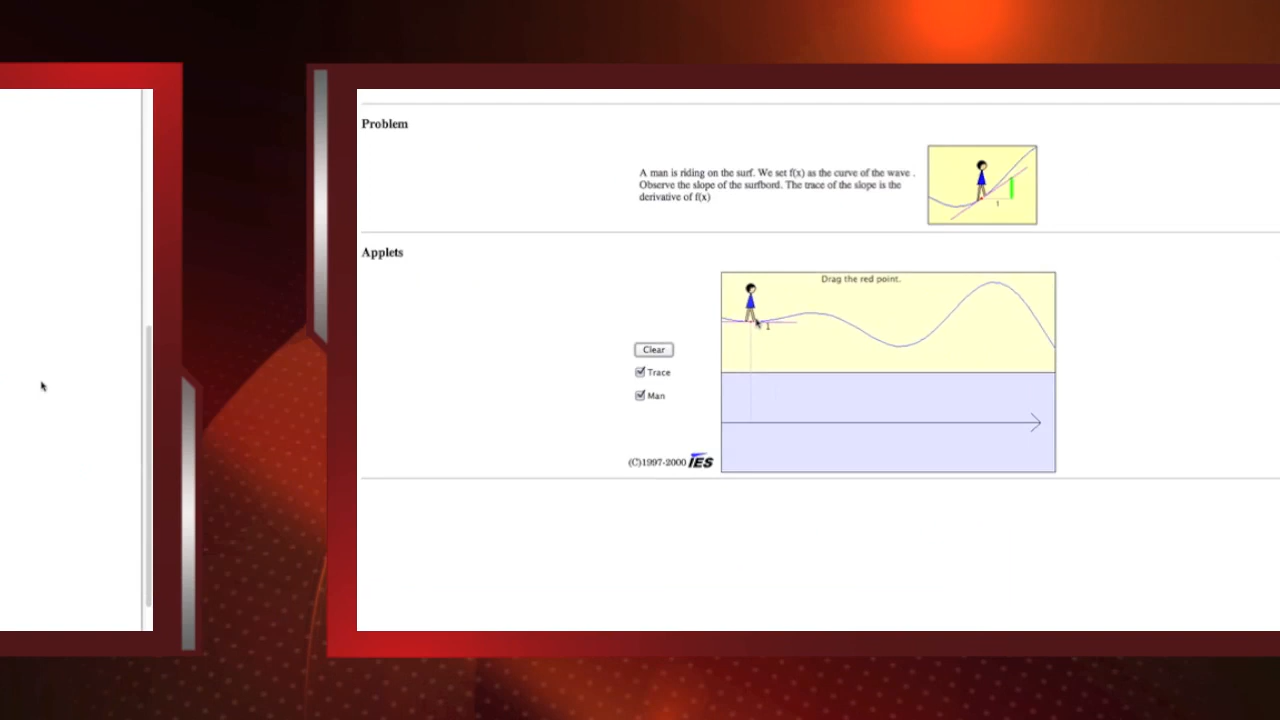 Problem
A man is riding on the surf. We set f(x) as the curve of the wave .
Observe the slope of the surfbord. The trace of the slope is the
derivative of f(x)
1
Applets
Drag the red point.
1
Clear
Trace
Man
(C)1997-2000 IES